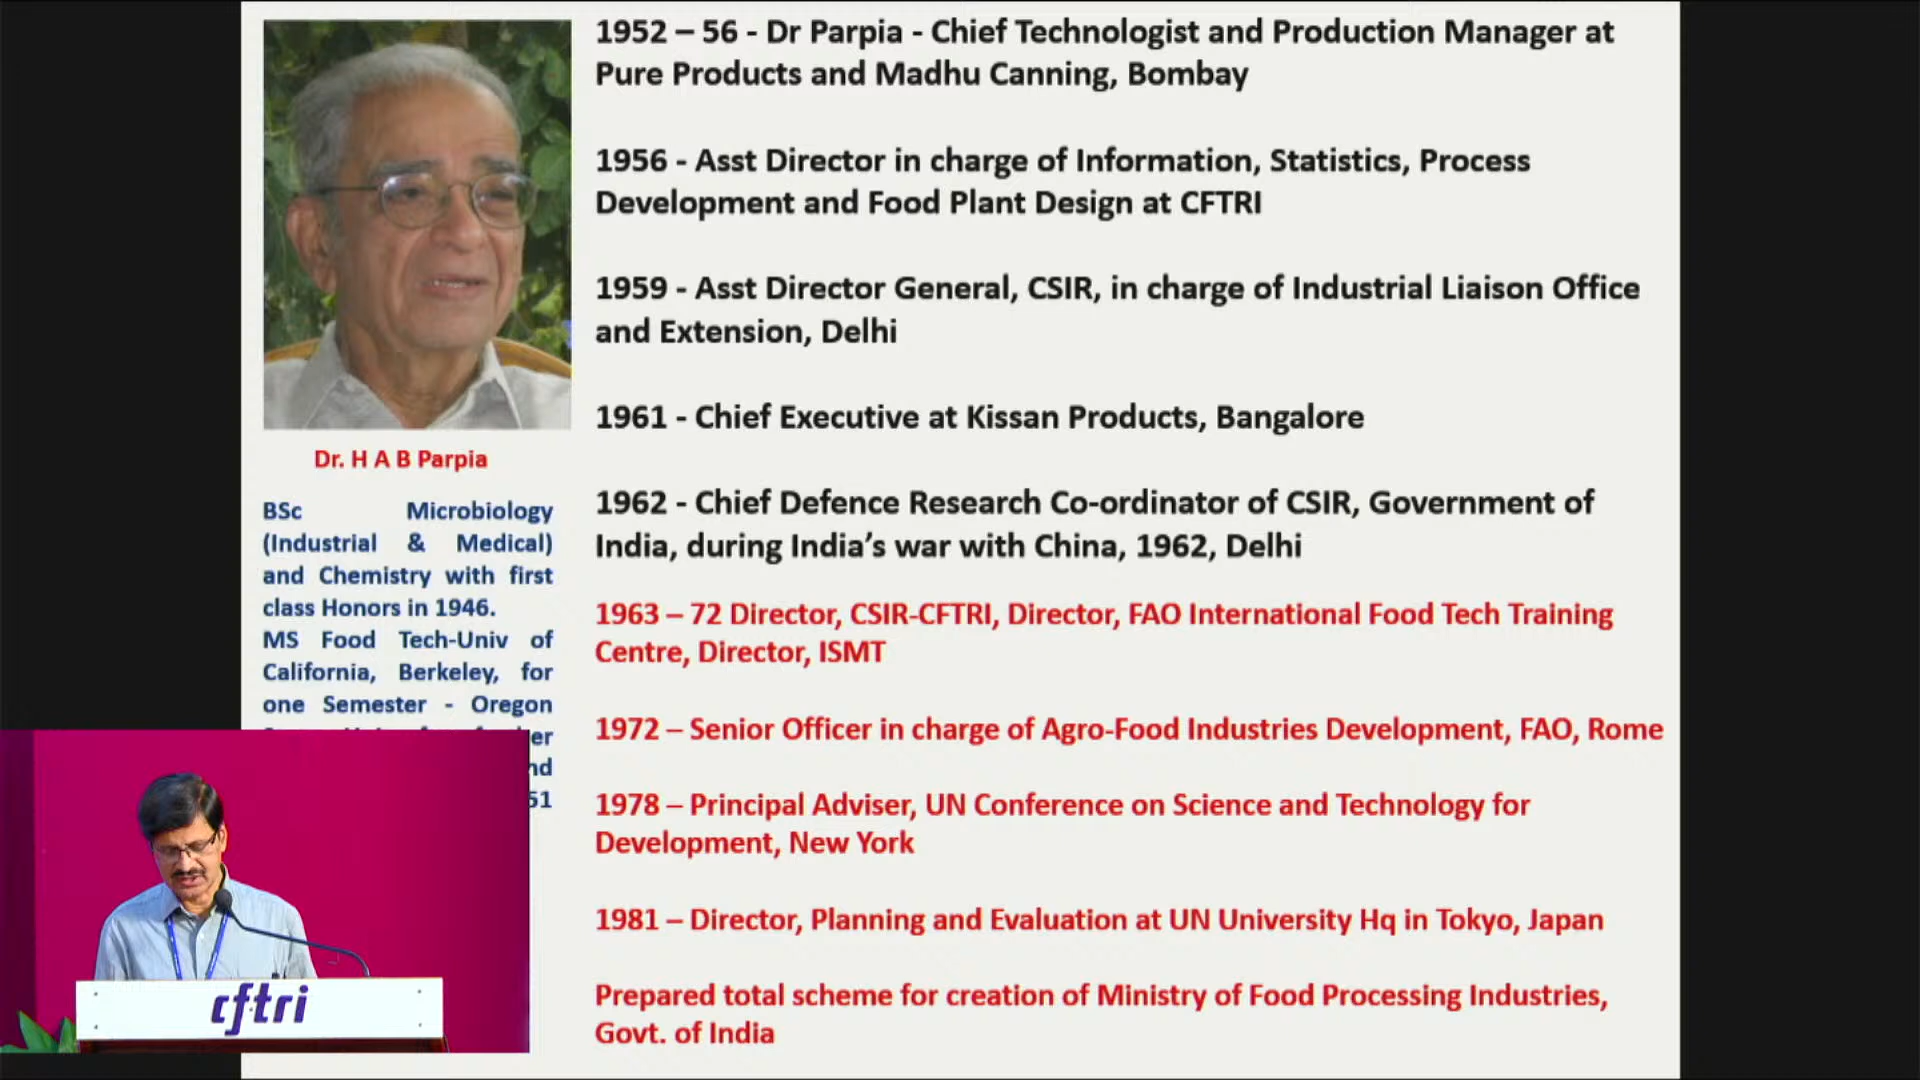 1952 – 56 - Dr Parpia - Chief Technologist and Production Manager at
Pure Products and Madhu Canning, Bombay
1956 - Asst Director in charge of Information, Statistics, Process
Development and Food Plant Design at CFTRI
1959 - Asst Director General, CSIR, in charge of Industrial Liaison Office
and Extension, Delhi
1961 - Chief Executive at Kissan Products, Bangalore
1962 - Chief Defence Research Co-ordinator of CSIR, Government of
India, during India’s war with China, 1962, Delhi
1963 – 72 Director, CSIR-CFTRI, Director, FAO International Food Tech Training
Centre, Director, ISMT
1972 – Senior Officer in charge of Agro-Food Industries Development, FAO, Rome
1978 – Principal Adviser, UN Conference on Science and Technology for
Development, New York
1981 – Director, Planning and Evaluation at UN University Hq in Tokyo, Japan
Prepared total scheme for creation of Ministry of Food Processing Industries,
Govt. of India
Dr. H A B Parpia
BSc Microbiology
(Industrial & Medical)
and Chemistry with first
class Honors in 1946.
MS Food Tech-Univ of
California, Berkeley, for
one Semester - Oregon
cftri